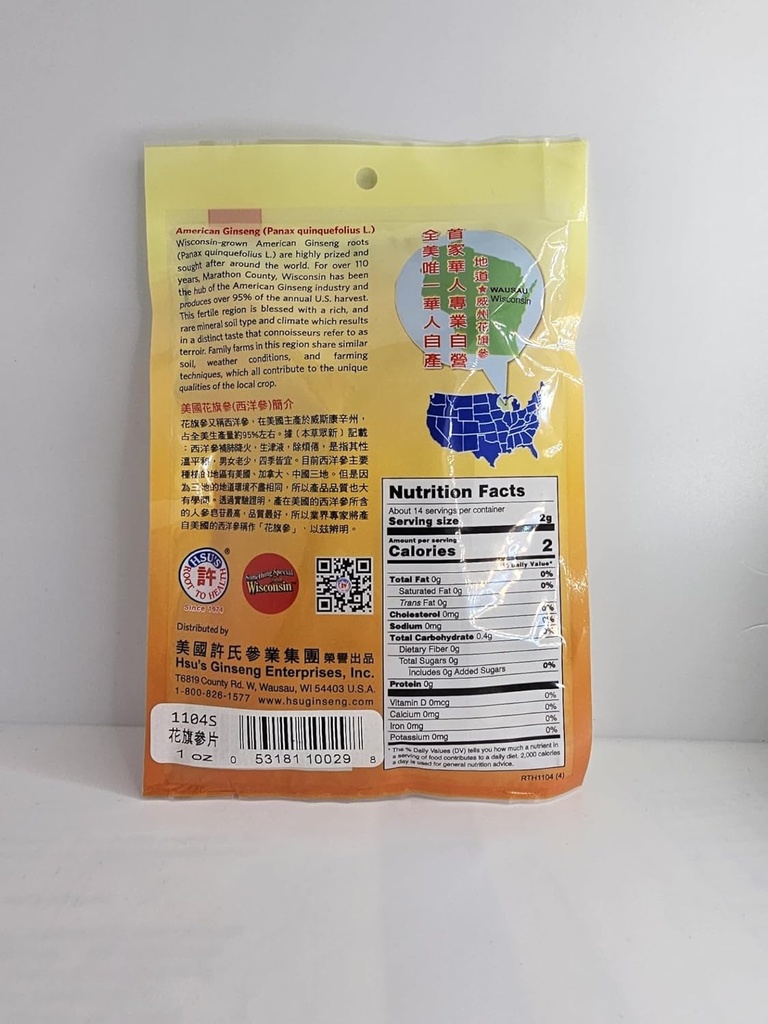 American Ginseng (Panax quinquefolius L.)
Wisconsin-grown American Ginseng roots
(Panax quinquefolius L.) are highly prized and
sought after around the world. For over 110
years, Marathon County, Wisconsin has been
the hub of the American Ginseng industry and
produces over 95% of the annual U.S. harvest.
This fertile region is blessed with a rich, and
rare mineral soil type and climate which results
in a distinct taste that connoisseurs refer to as
terroir. Family farms in this region share similar
soil, weather conditions, and farming
techniques, which all contribute to the unique
qualities of the local crop.
美國花旗參(西洋參)簡介
花旗參又稱西洋參，在美國主產於威斯康辛州，
占全美生產量約95%左右。據《本草眾新》記載
：西洋參補肺降火，生津液，除煩倦，是指其性
溫平和，男女老少，四季皆宜。目前西洋參主要
種植的地區有美國、加拿大、中國三地。但是因
為三地的地道環境不盡相同，所以產品品質也大
有學問。透過實驗證明，產在美國的西洋參所含
的人參皂苷最高，品質最好，所以業界專家將產
自美國的西洋參稱作「花旗參」，以茲辨明。
首家華人專業自營
全美唯一華人自產
地道★威州花旗參
WAUSAU
Wisconsin
HSU'S
許
ROOT TO HEALTH
®
Since 1974
Something Special
from
Wisconsin
Distributed by
美國許氏參業集團 榮譽出品
Hsu's Ginseng Enterprises, Inc.
T6819 County Rd. W, Wausau, WI 54403 U.S.A.
1-800-826-1577 www.hsuginseng.com
1104S
花旗參片
1 oz
0 53181 10029 8
Nutrition Facts
About 14 servings per container
Serving size 2g
Amount per serving
Calories 2
% Daily Value*
Total Fat 0g 0%
Saturated Fat 0g 0%
Trans Fat 0g
Cholesterol 0mg 0%
Sodium 0mg
Total Carbohydrate 0.4g
Dietary Fiber 0g
Total Sugars 0g
Includes 0g Added Sugars 0%
Protein 0g
Vitamin D 0mcg 0%
Calcium 0mg 0%
Iron 0mg 0%
Potassium 0mg 0%
* The % Daily Values (DV) tells you how much a nutrient in
a serving of food contributes to a daily diet. 2,000 calories
a day is used for general nutrition advice.
RTH1104 (4)